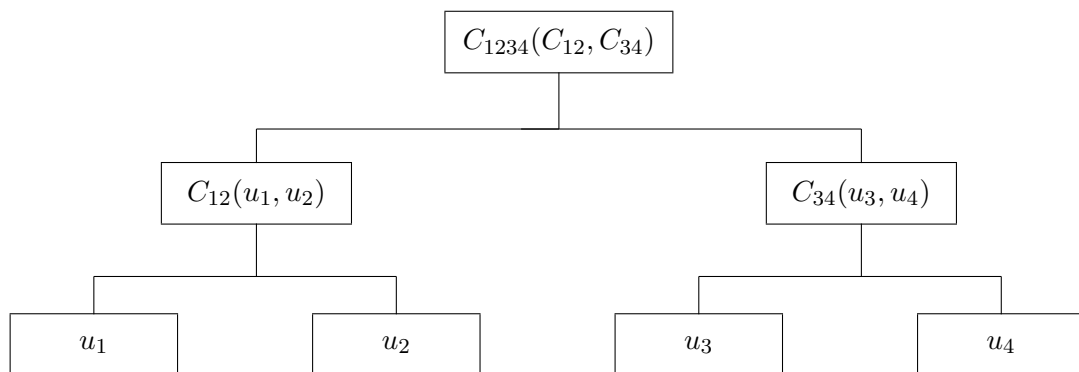 C₁₂₃₄(C₁₂, C₃₄)
C₁₂(u₁, u₂) C₃₄(u₃, u₄)
u₁ u₂ u₃ u₄